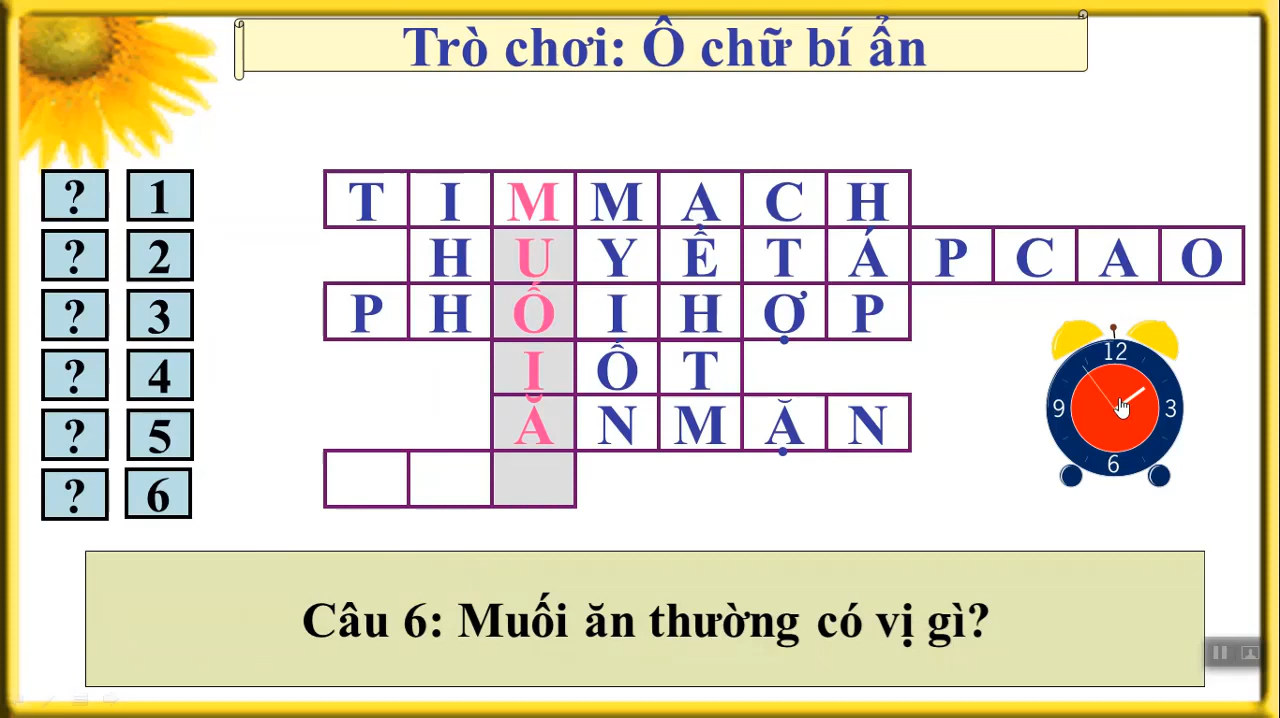 Trò chơi: Ô chữ bí ẩn
? 1 T I M M Ạ C H
? 2 H U Y Ế T Á P C A O
? 3 P H Ố I H Ợ P
? 4 I Ố T
? 5 Ă N M Ặ N
? 6
12
9 3
6
Câu 6: Muối ăn thường có vị gì?